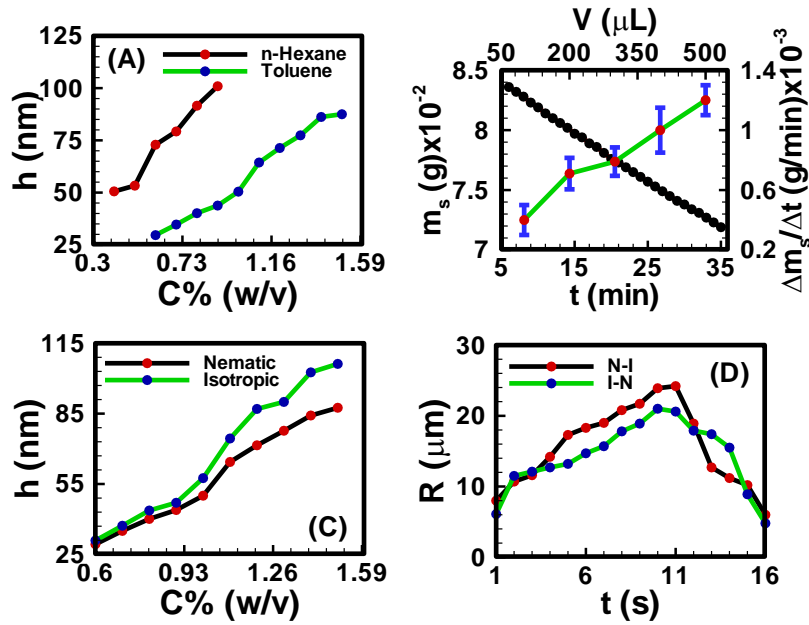 (A)
n-Hexane
Toluene
125
100
75
50
25
h (nm)
0.3
0.73
1.16
1.59
C% (w/v)
V (μL)
50
200
350
500
8.5
8
7.5
7
mₛ (g)x10⁻²
1.4
1
0.6
0.2
Δmₛ/Δt (g/min)x10⁻³
5
15
25
35
t (min)
Nematic
Isotropic
115
85
55
25
h (nm)
(C)
0.6
0.93
1.26
1.59
C% (w/v)
N-I
I-N
(D)
30
20
10
0
R (μm)
1
6
11
16
t (s)